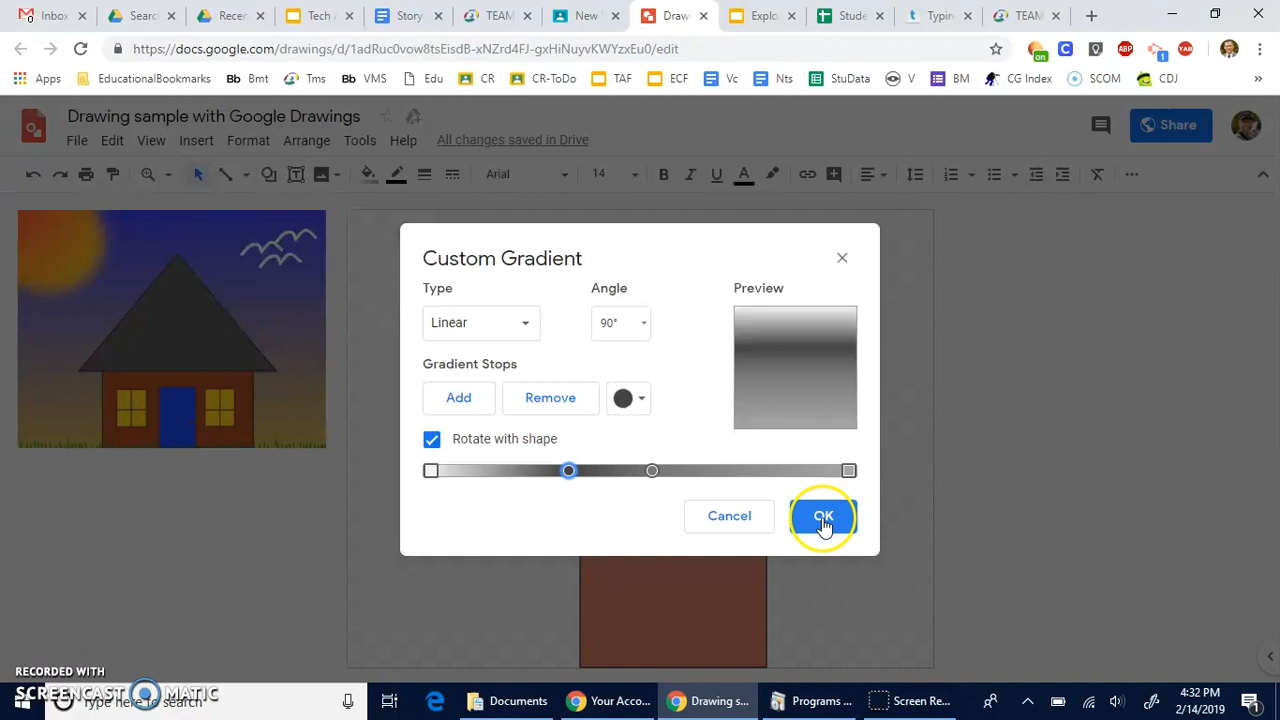 Inbox
Searc
Recen
Tech A
Story
TEAM
New
Draw
Explo
Stude
Typin
TEAM
https://docs.google.com/drawings/d/1adRuc0vow8tsEisdB-xNZrd4FJ-gxHiNuyvKWYzxEu0/edit
Apps
EducationalBookmarks
Bb Bmt
Tms
Bb VMS
Edu
CR
CR-ToDo
TAF
ECF
Vc
Nts
StuData
V
BM
CG Index
SCOM
CDJ
Drawing sample with Google Drawings
Share
File Edit View Insert Format Arrange Tools Help All changes saved in Drive
Arial 14 B I U A
Custom Gradient
Type Angle Preview
Linear 90°
Gradient Stops
Add Remove
Rotate with shape
Cancel OK
RECORDED WITH
SCREENCAST MATIC
Type here to search
Documents
Your Acco...
Drawing s...
Programs ...
Screen Re...
4:32 PM
2/14/2019